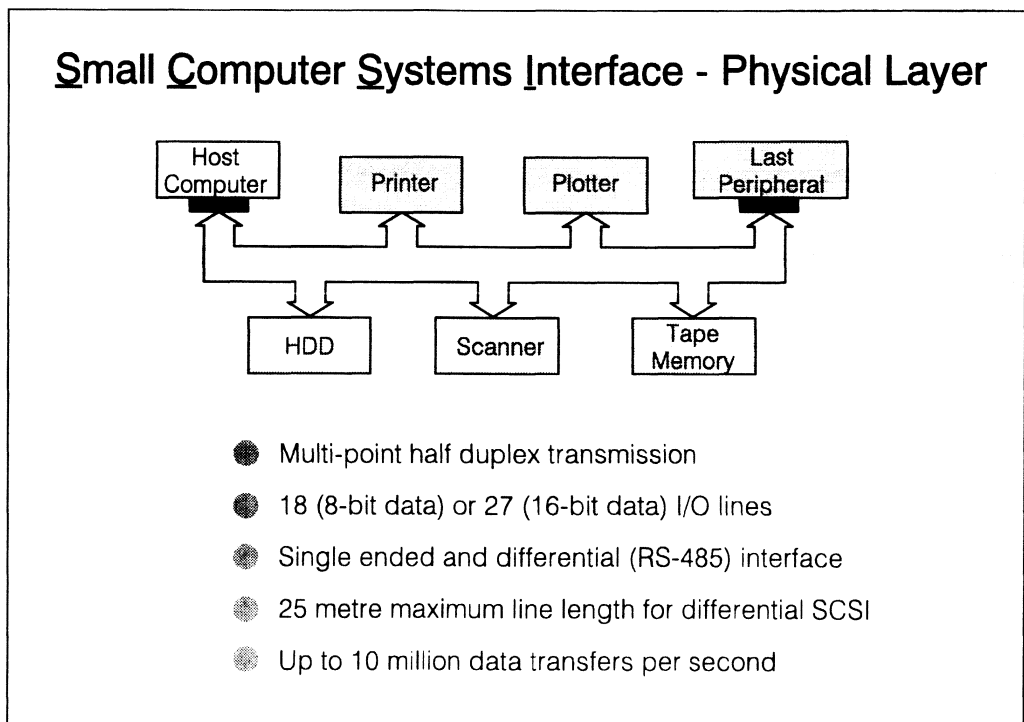 Small Computer Systems Interface - Physical Layer
Host
Computer
Printer
Plotter
Last
Peripheral
HDD
Scanner
Tape
Memory
Multi-point half duplex transmission
18 (8-bit data) or 27 (16-bit data) I/O lines
Single ended and differential (RS-485) interface
25 metre maximum line length for differential SCSI
Up to 10 million data transfers per second